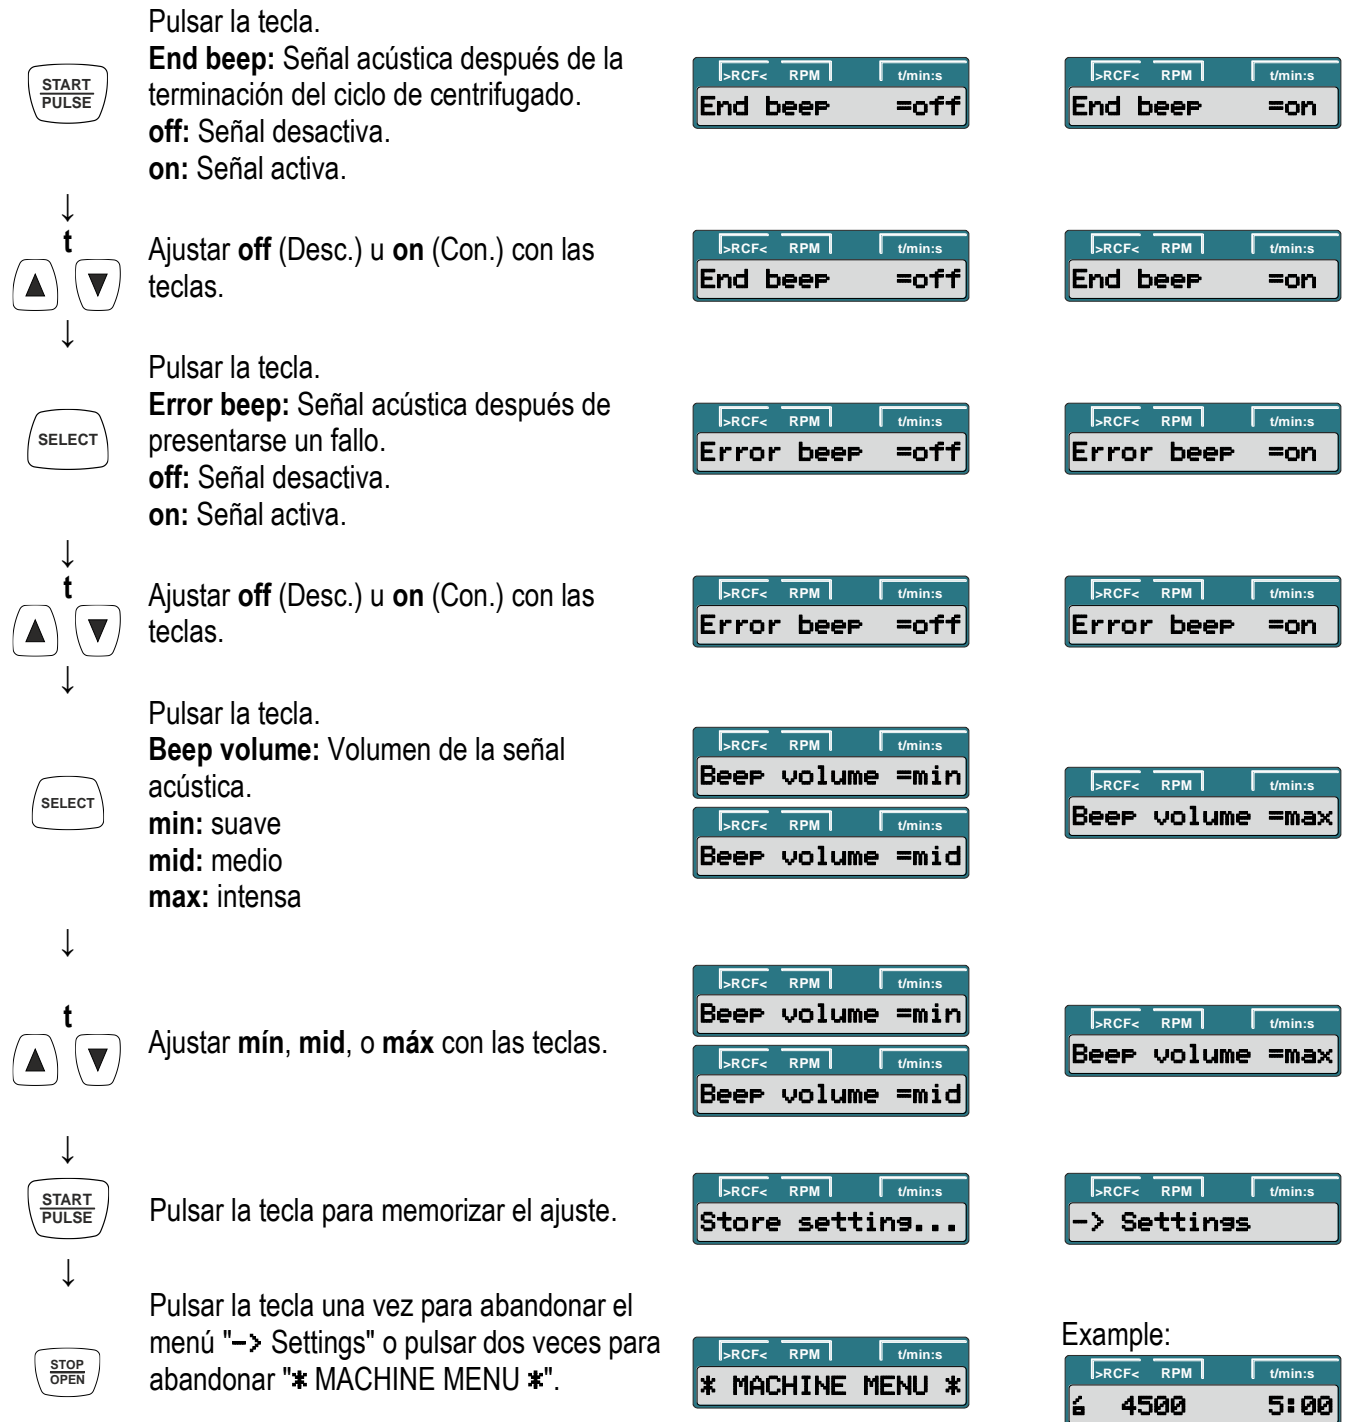 Pulsar la tecla.
START
PULSE
End beep: Señal acústica después de la
terminación del ciclo de centrifugado.
off: Señal desactiva.
on: Señal activa.
>RCF< RPM t/min:s
End beep =off
>RCF< RPM t/min:s
End beep =on
↓
t
Ajustar off (Desc.) u on (Con.) con las
teclas.
>RCF< RPM t/min:s
End beep =off
>RCF< RPM t/min:s
End beep =on
↓
SELECT
Pulsar la tecla.
Error beep: Señal acústica después de
presentarse un fallo.
off: Señal desactiva.
on: Señal activa.
>RCF< RPM t/min:s
Error beep =off
>RCF< RPM t/min:s
Error beep =on
↓
t
Ajustar off (Desc.) u on (Con.) con las
teclas.
>RCF< RPM t/min:s
Error beep =off
>RCF< RPM t/min:s
Error beep =on
↓
SELECT
Pulsar la tecla.
Beep volume: Volumen de la señal
acústica.
min: suave
mid: medio
max: intensa
>RCF< RPM t/min:s
Beep volume =min
>RCF< RPM t/min:s
Beep volume =mid
>RCF< RPM t/min:s
Beep volume =max
↓
t
Ajustar mín, mid, o máx con las teclas.
>RCF< RPM t/min:s
Beep volume =min
>RCF< RPM t/min:s
Beep volume =mid
>RCF< RPM t/min:s
Beep volume =max
↓
START
PULSE
Pulsar la tecla para memorizar el ajuste.
>RCF< RPM t/min:s
Store setting...
>RCF< RPM t/min:s
-> Settings
↓
STOP
OPEN
Pulsar la tecla una vez para abandonar el
menú "-> Settings" o pulsar dos veces para
abandonar "* MACHINE MENU *".
>RCF< RPM t/min:s
* MACHINE MENU *
Example:
>RCF< RPM t/min:s
4500 5:00